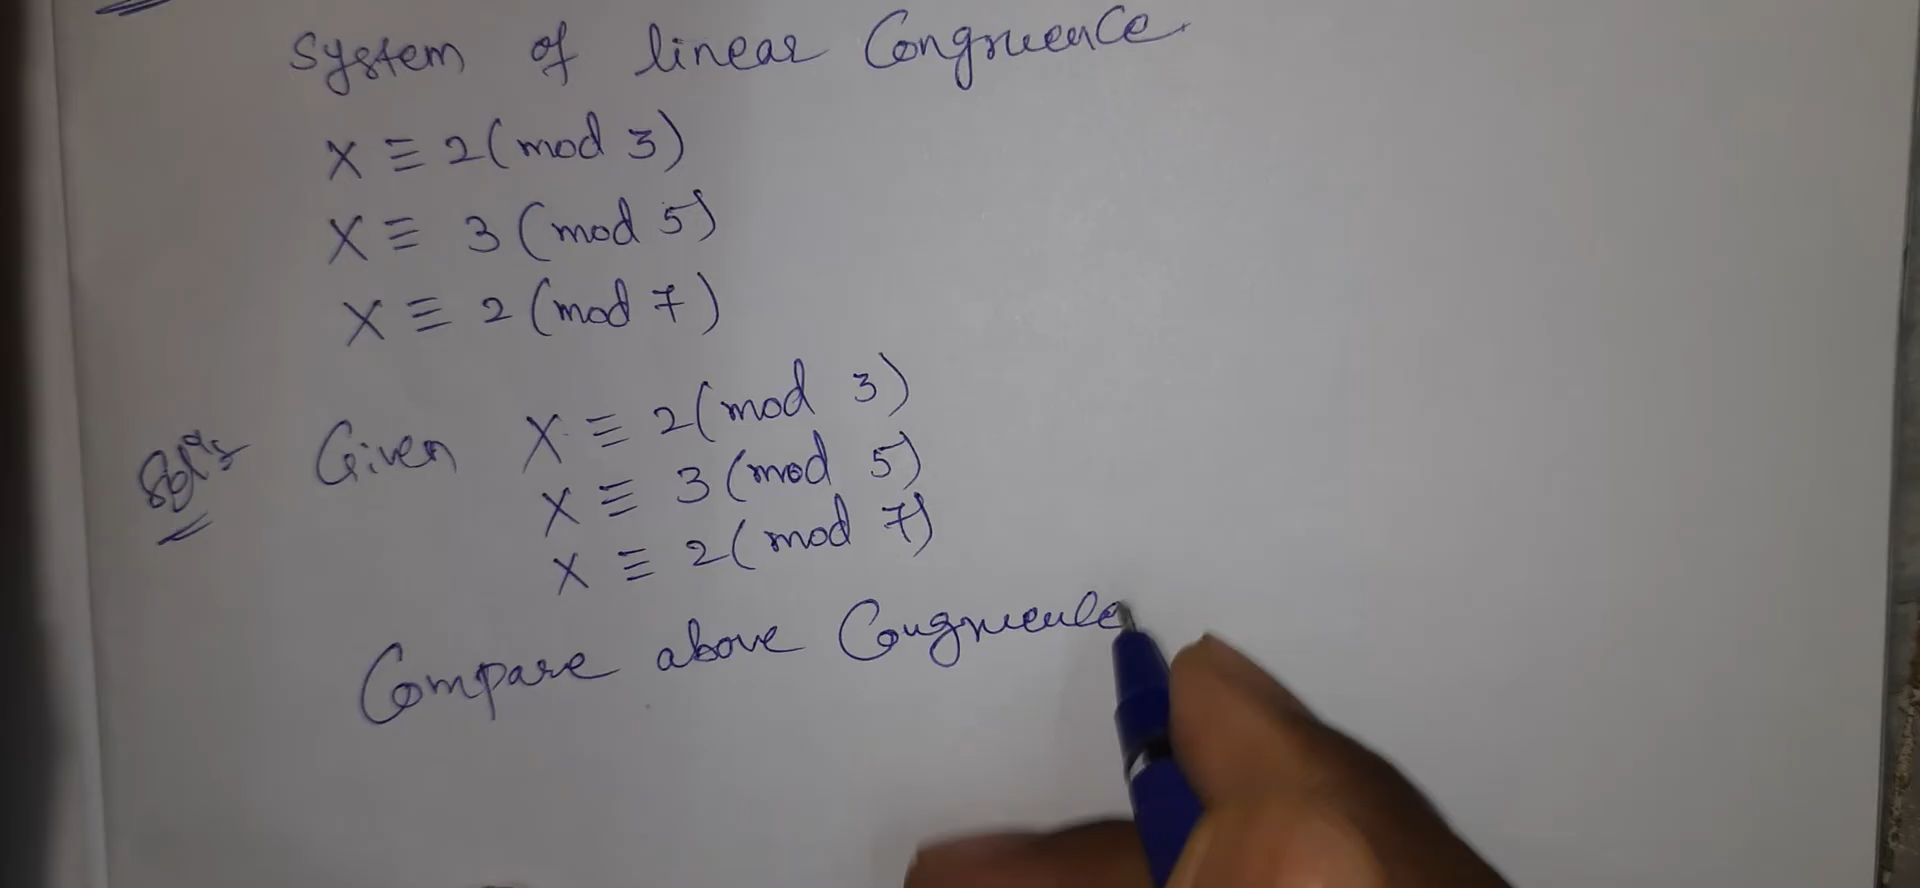 System of linear Congruence.
X ≡ 2(mod 3)
X ≡ 3 (mod 5)
X ≡ 2 (mod 7)
Solⁿ: Given X ≡ 2(mod 3)
X ≡ 3 (mod 5)
X ≡ 2( mod 7)
Compare above Congruence